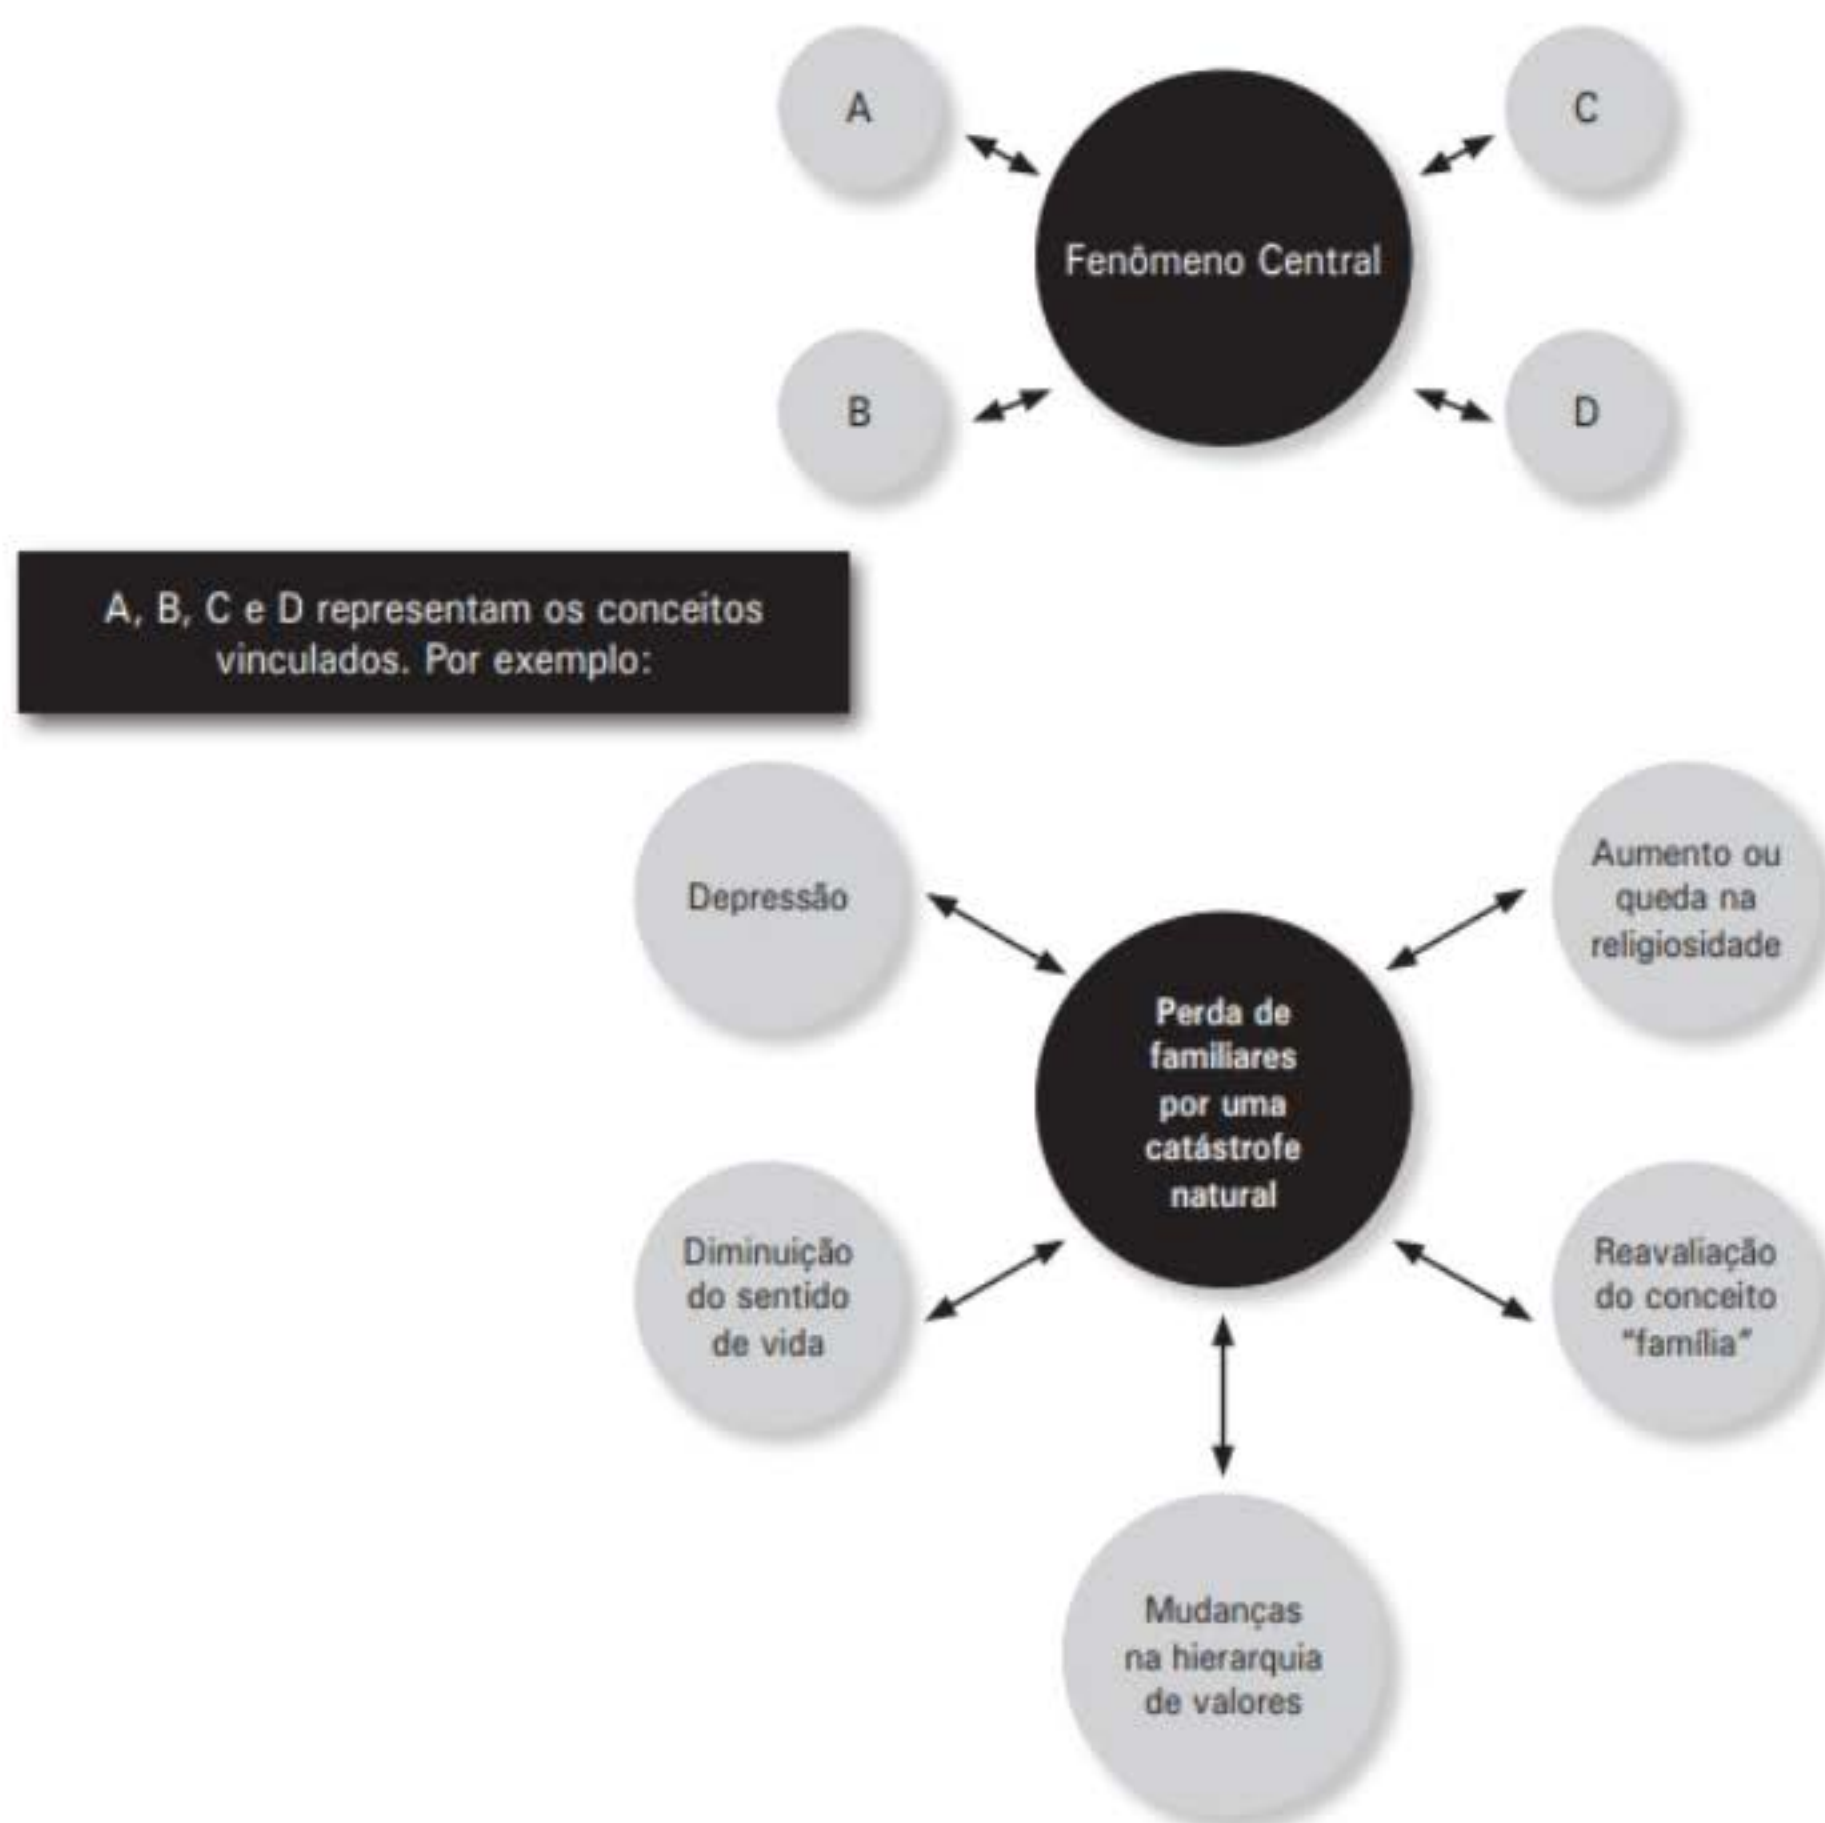 A
C
Fenômeno Central
B
D
A, B, C e D representam os conceitos
vinculados. Por exemplo:
Depressão
Aumento ou
queda na
religiosidade
Perda de
familiares
por uma
catástrofe
natural
Diminuição
do sentido
de vida
Reavaliação
do conceito
“família”
Mudanças
na hierarquia
de valores